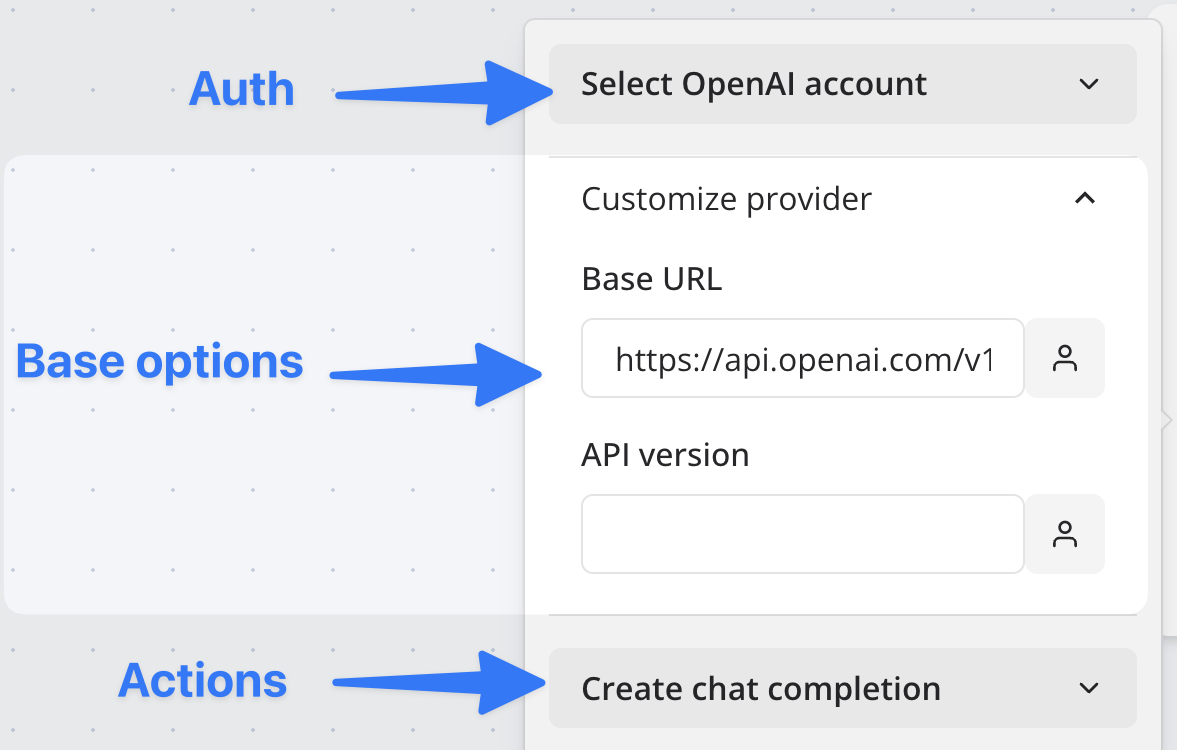 Auth
Select OpenAI account
Customize provider
Base URL
Base options
https://api.openai.com/v1
API version
Actions
Create chat completion